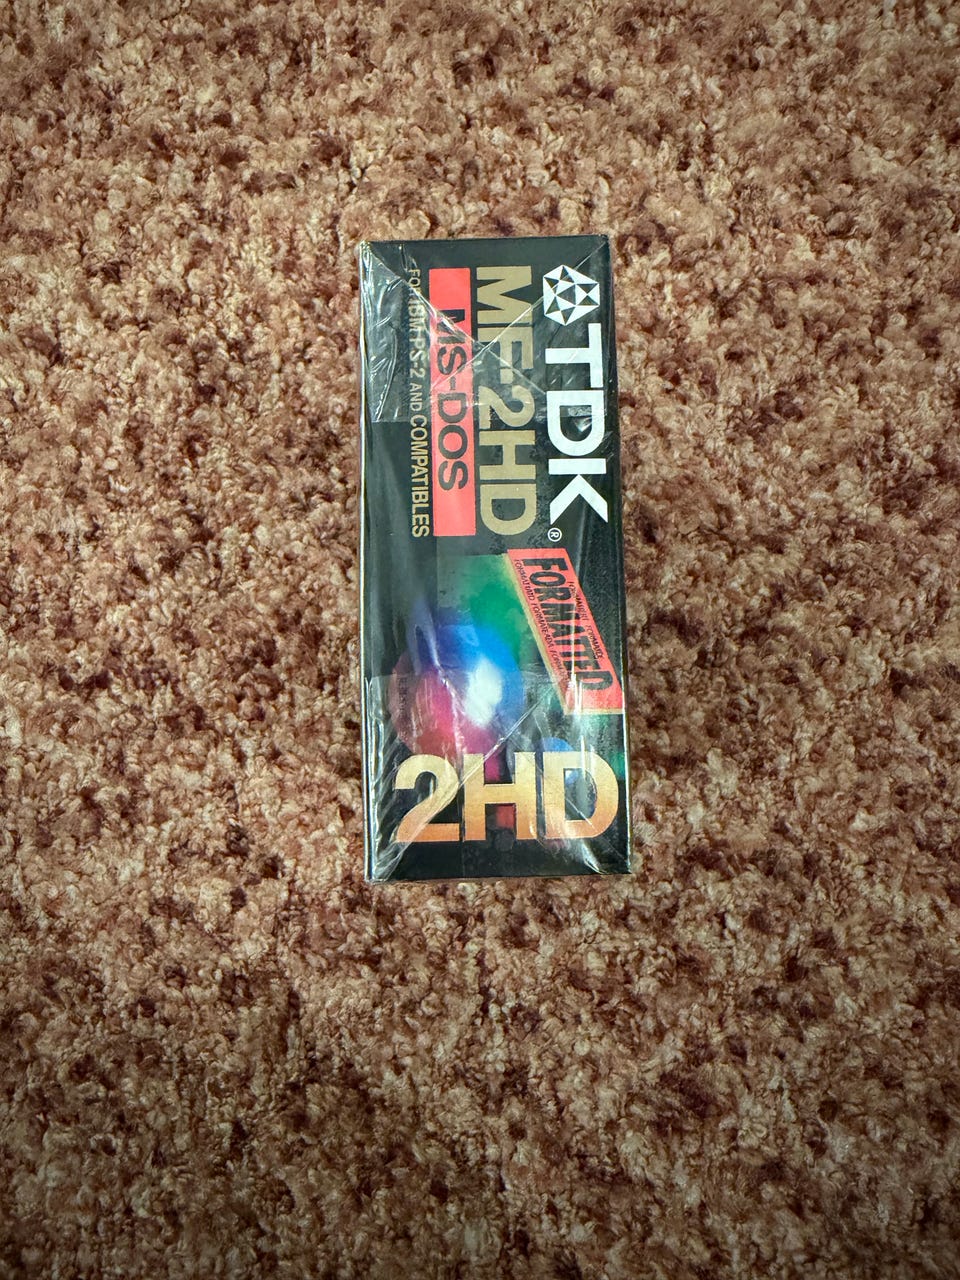 TDK®
MF-2HD
MS-DOS
FOR IBM PS-2 AND COMPATIBLES
FORMATTED
2HD